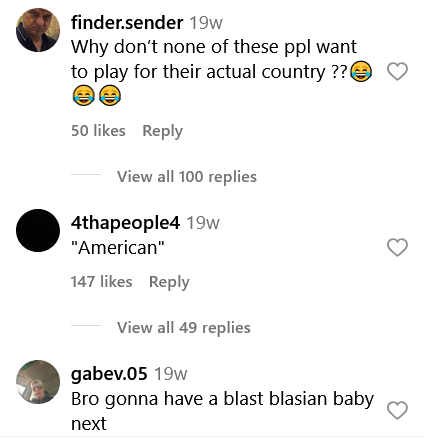 finder.sender 19w
Why don't none of these ppl want
to play for their actual country ??😂
😂😂
50 likes Reply
View all 100 replies
4thapeople4 19w
"American"
147 likes Reply
View all 49 replies
gabev.05 19w
Bro gonna have a blast blasian baby
next